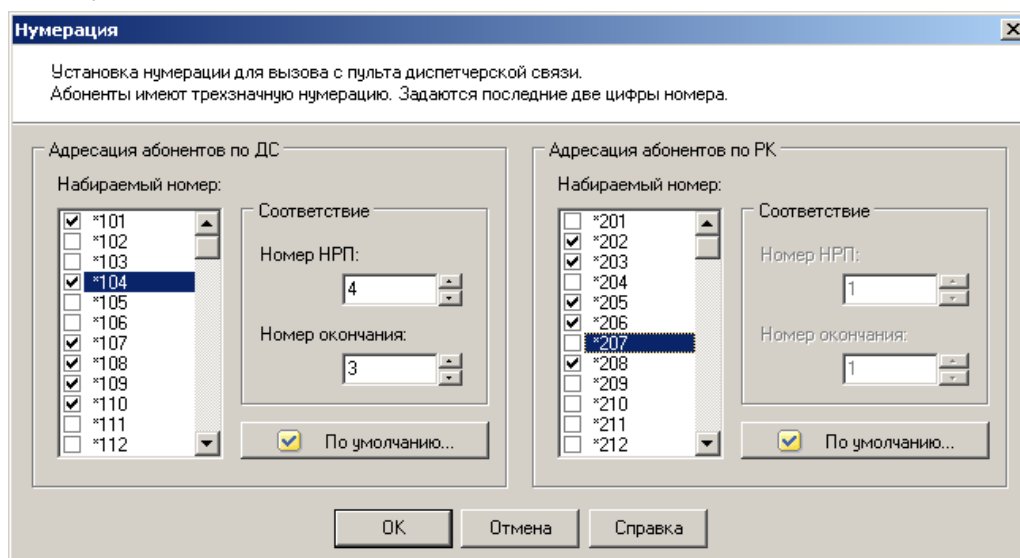 Нумерация
Установка нумерации для вызова с пульта диспетчерской связи.
Абоненты имеют трехзначную нумерацию. Задаются последние две цифры номера.
Адресация абонентов по ДС
Набираемый номер:
*101
*102
*103
*104
*105
*106
*107
*108
*109
*110
*111
*112
Соответствие
Номер НРП:
4
Номер окончания:
3
По умолчанию...
Адресация абонентов по РК
Набираемый номер:
*201
*202
*203
*204
*205
*206
*207
*208
*209
*210
*211
*212
Соответствие
Номер НРП:
1
Номер окончания:
1
По умолчанию...
OK
Отмена
Справка